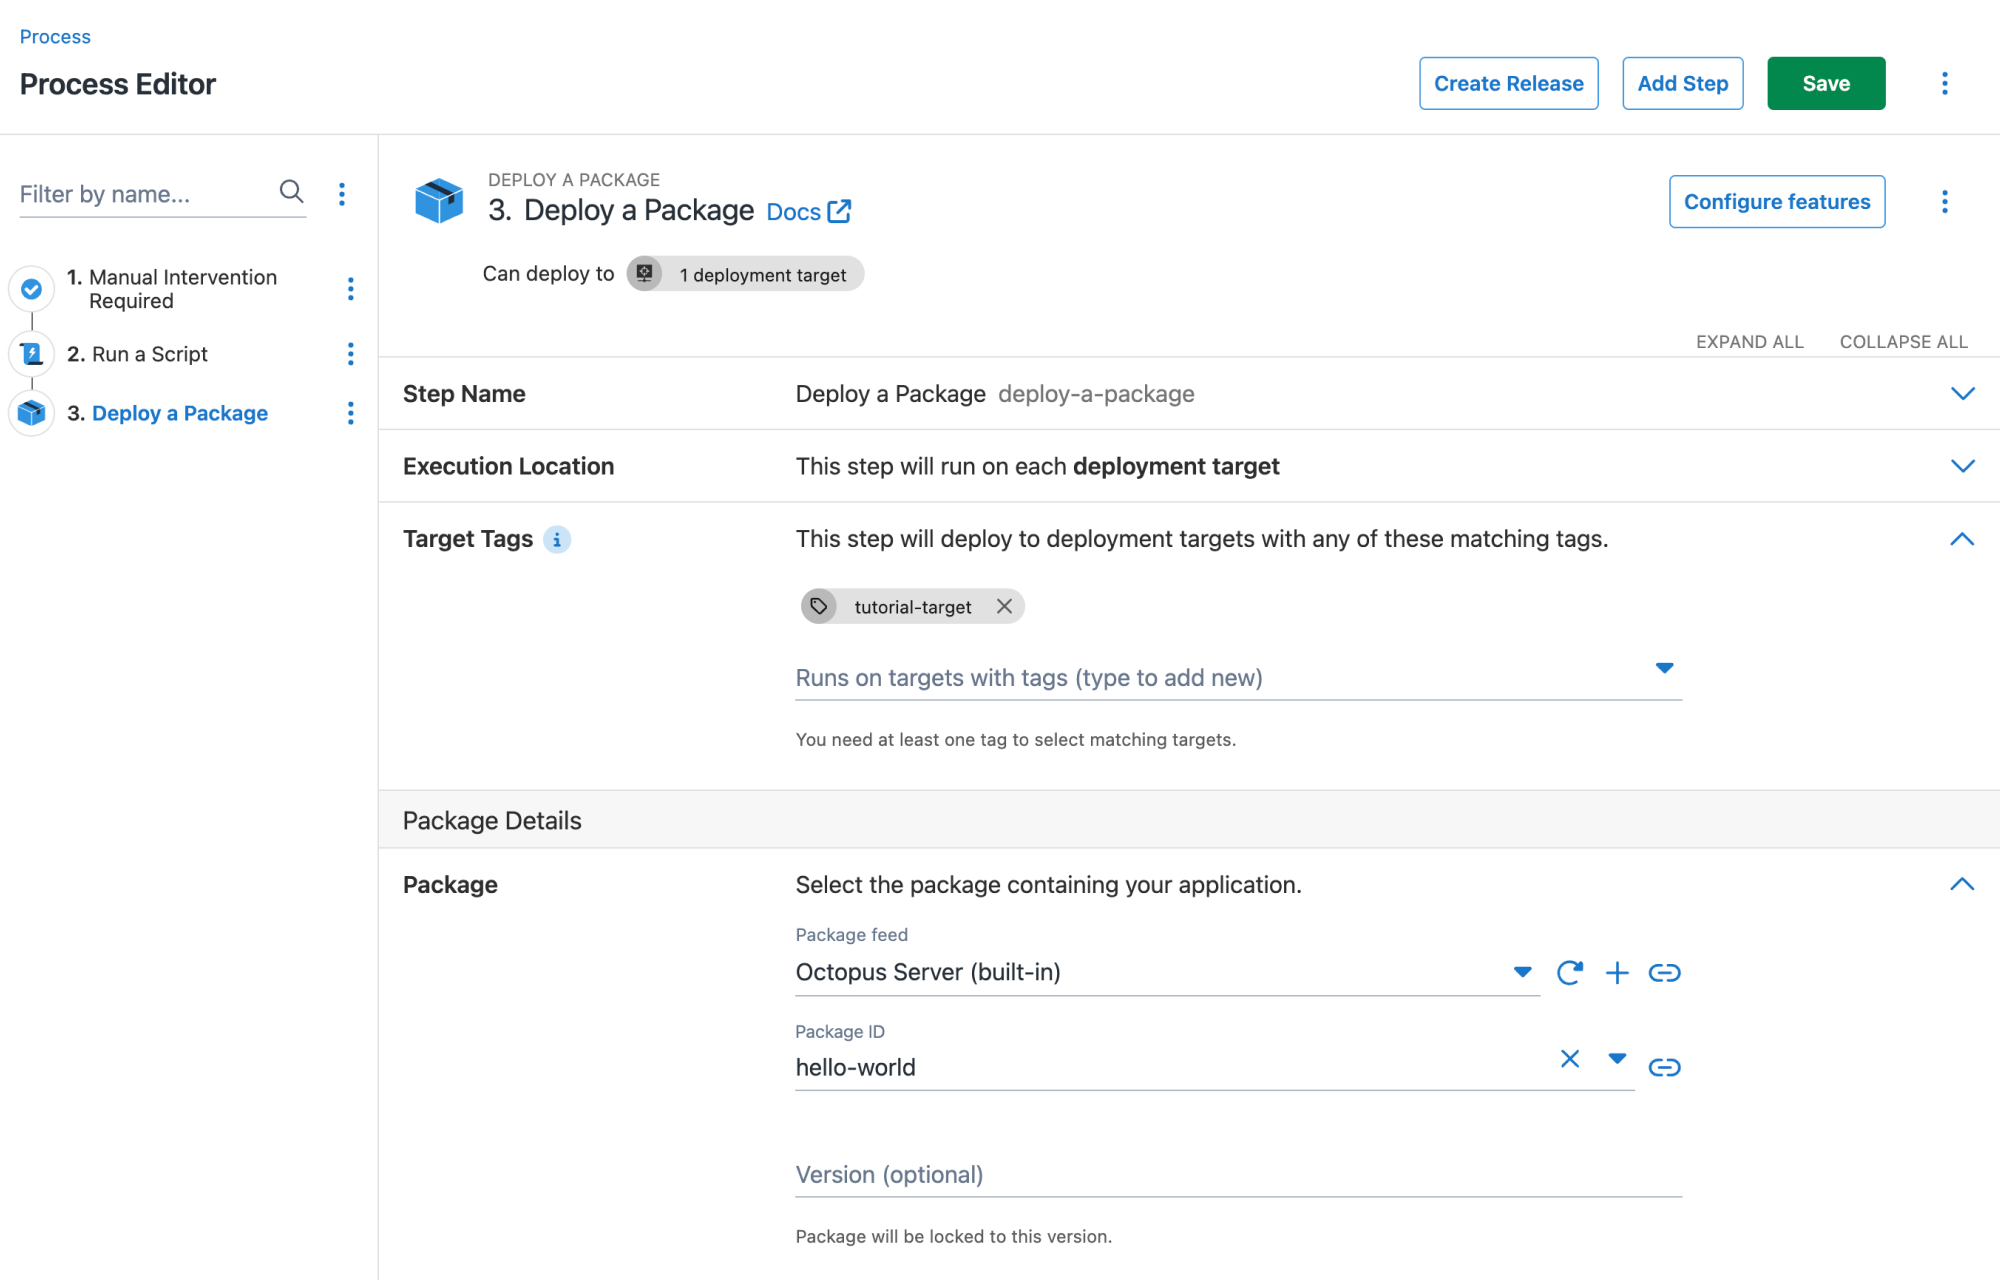 Process
Process Editor
Create Release
Add Step
Save
Filter by name...
1. Manual Intervention
Required
2. Run a Script
3. Deploy a Package
DEPLOY A PACKAGE
3. Deploy a Package Docs
Configure features
Can deploy to 1 deployment target
EXPAND ALL COLLAPSE ALL
Step Name Deploy a Package deploy-a-package
Execution Location This step will run on each deployment target
Target Tags This step will deploy to deployment targets with any of these matching tags.
tutorial-target
Runs on targets with tags (type to add new)
You need at least one tag to select matching targets.
Package Details
Package Select the package containing your application.
Package feed
Octopus Server (built-in)
Package ID
hello-world
Version (optional)
Package will be locked to this version.